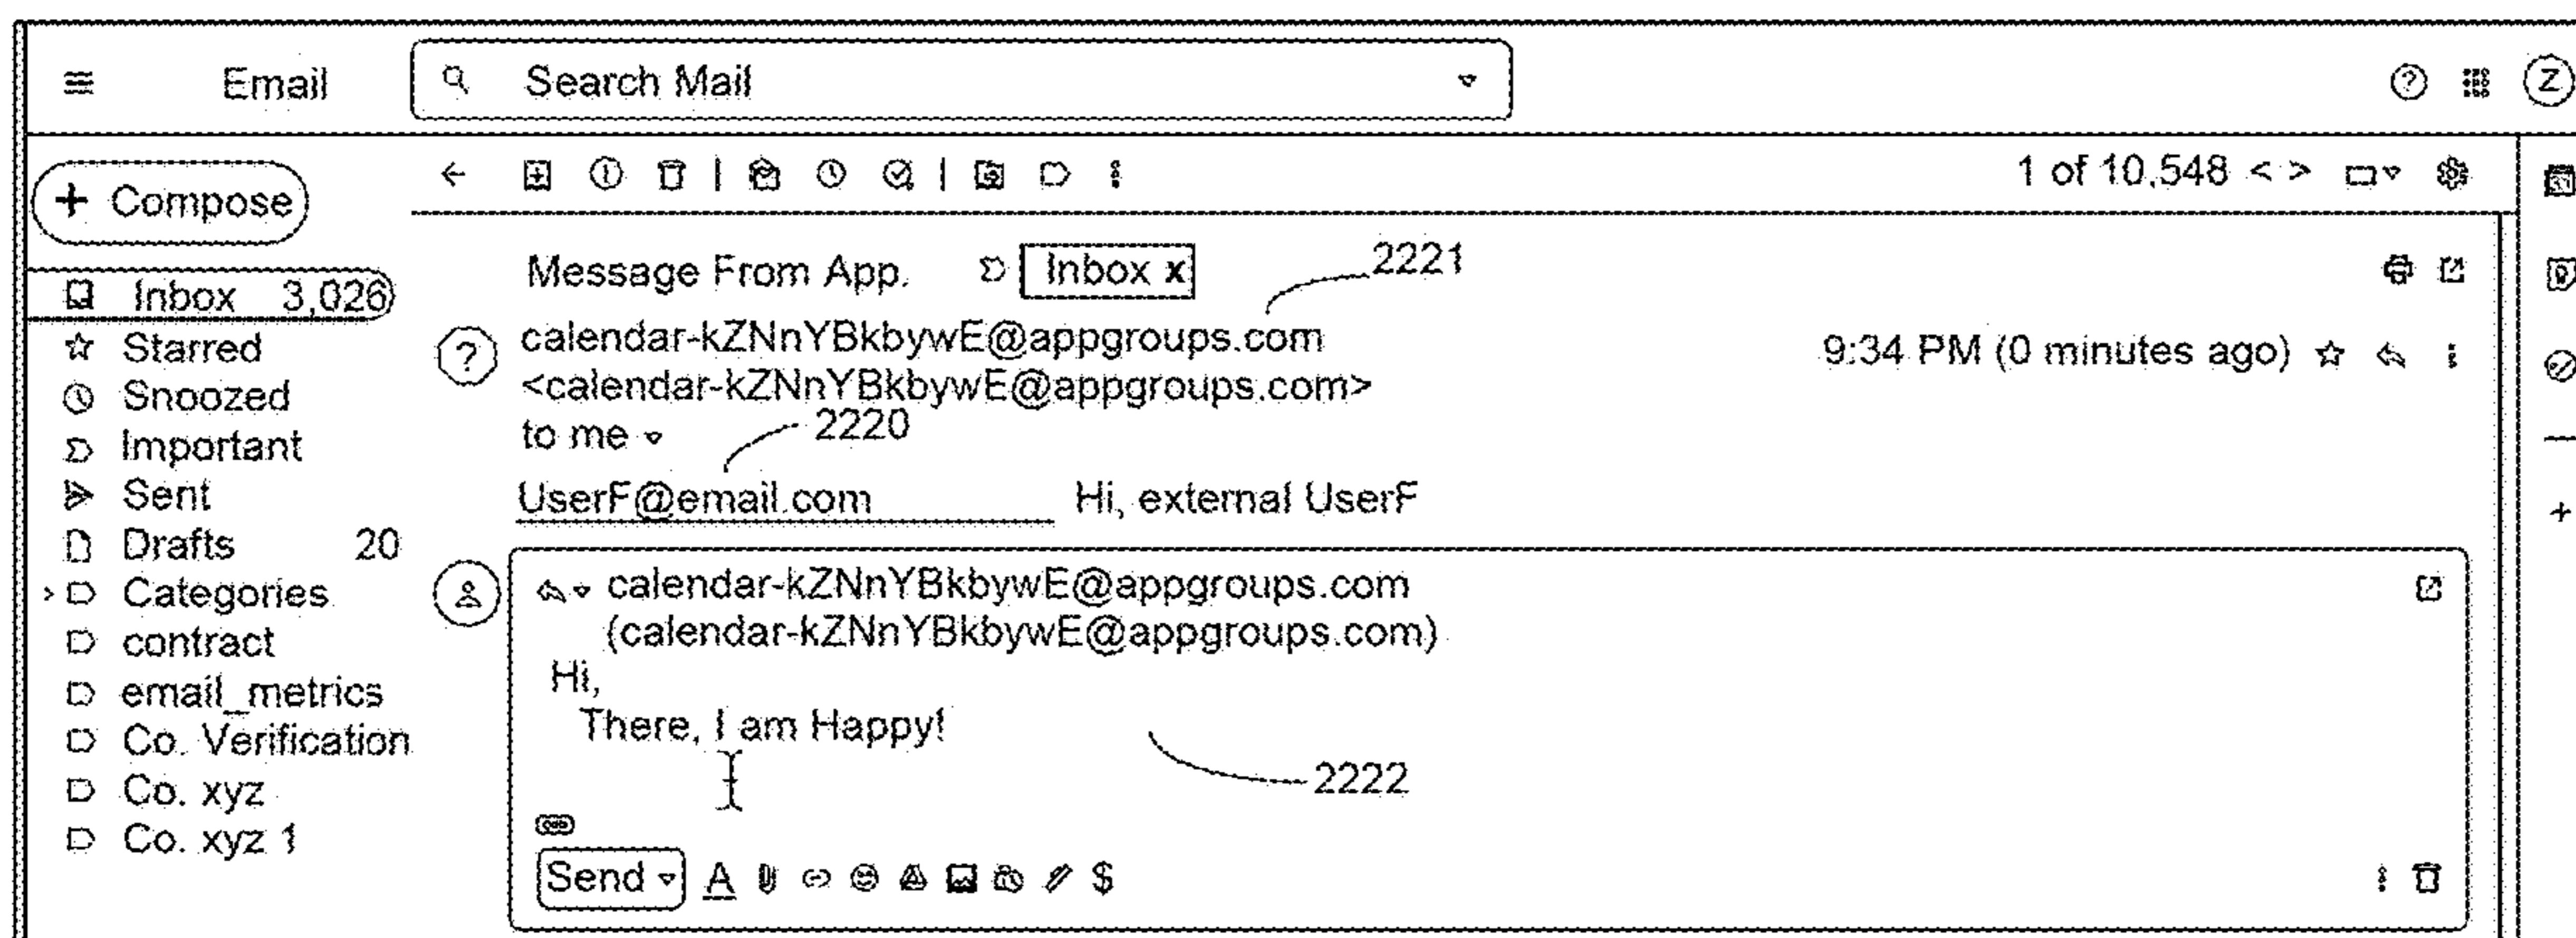 Email
Search Mail
Z
Compose
1 of 10,548 < >
Message From App.
Inbox x
2221
Inbox 3,026
Starred
Snoozed
Important
Sent
Drafts 20
Categories
contract
email_metrics
Co. Verification
Co. xyz
Co. xyz 1
calendar-kZNnYBkbywE@appgroups.com
<calendar-kZNnYBkbywE@appgroups.com>
9:34 PM (0 minutes ago)
to me
2220
UserF@email.com Hi, external UserF
calendar-kZNnYBkbywE@appgroups.com
(calendar-kZNnYBkbywE@appgroups.com)
Hi,
There, I am Happy!
2222
Send A $